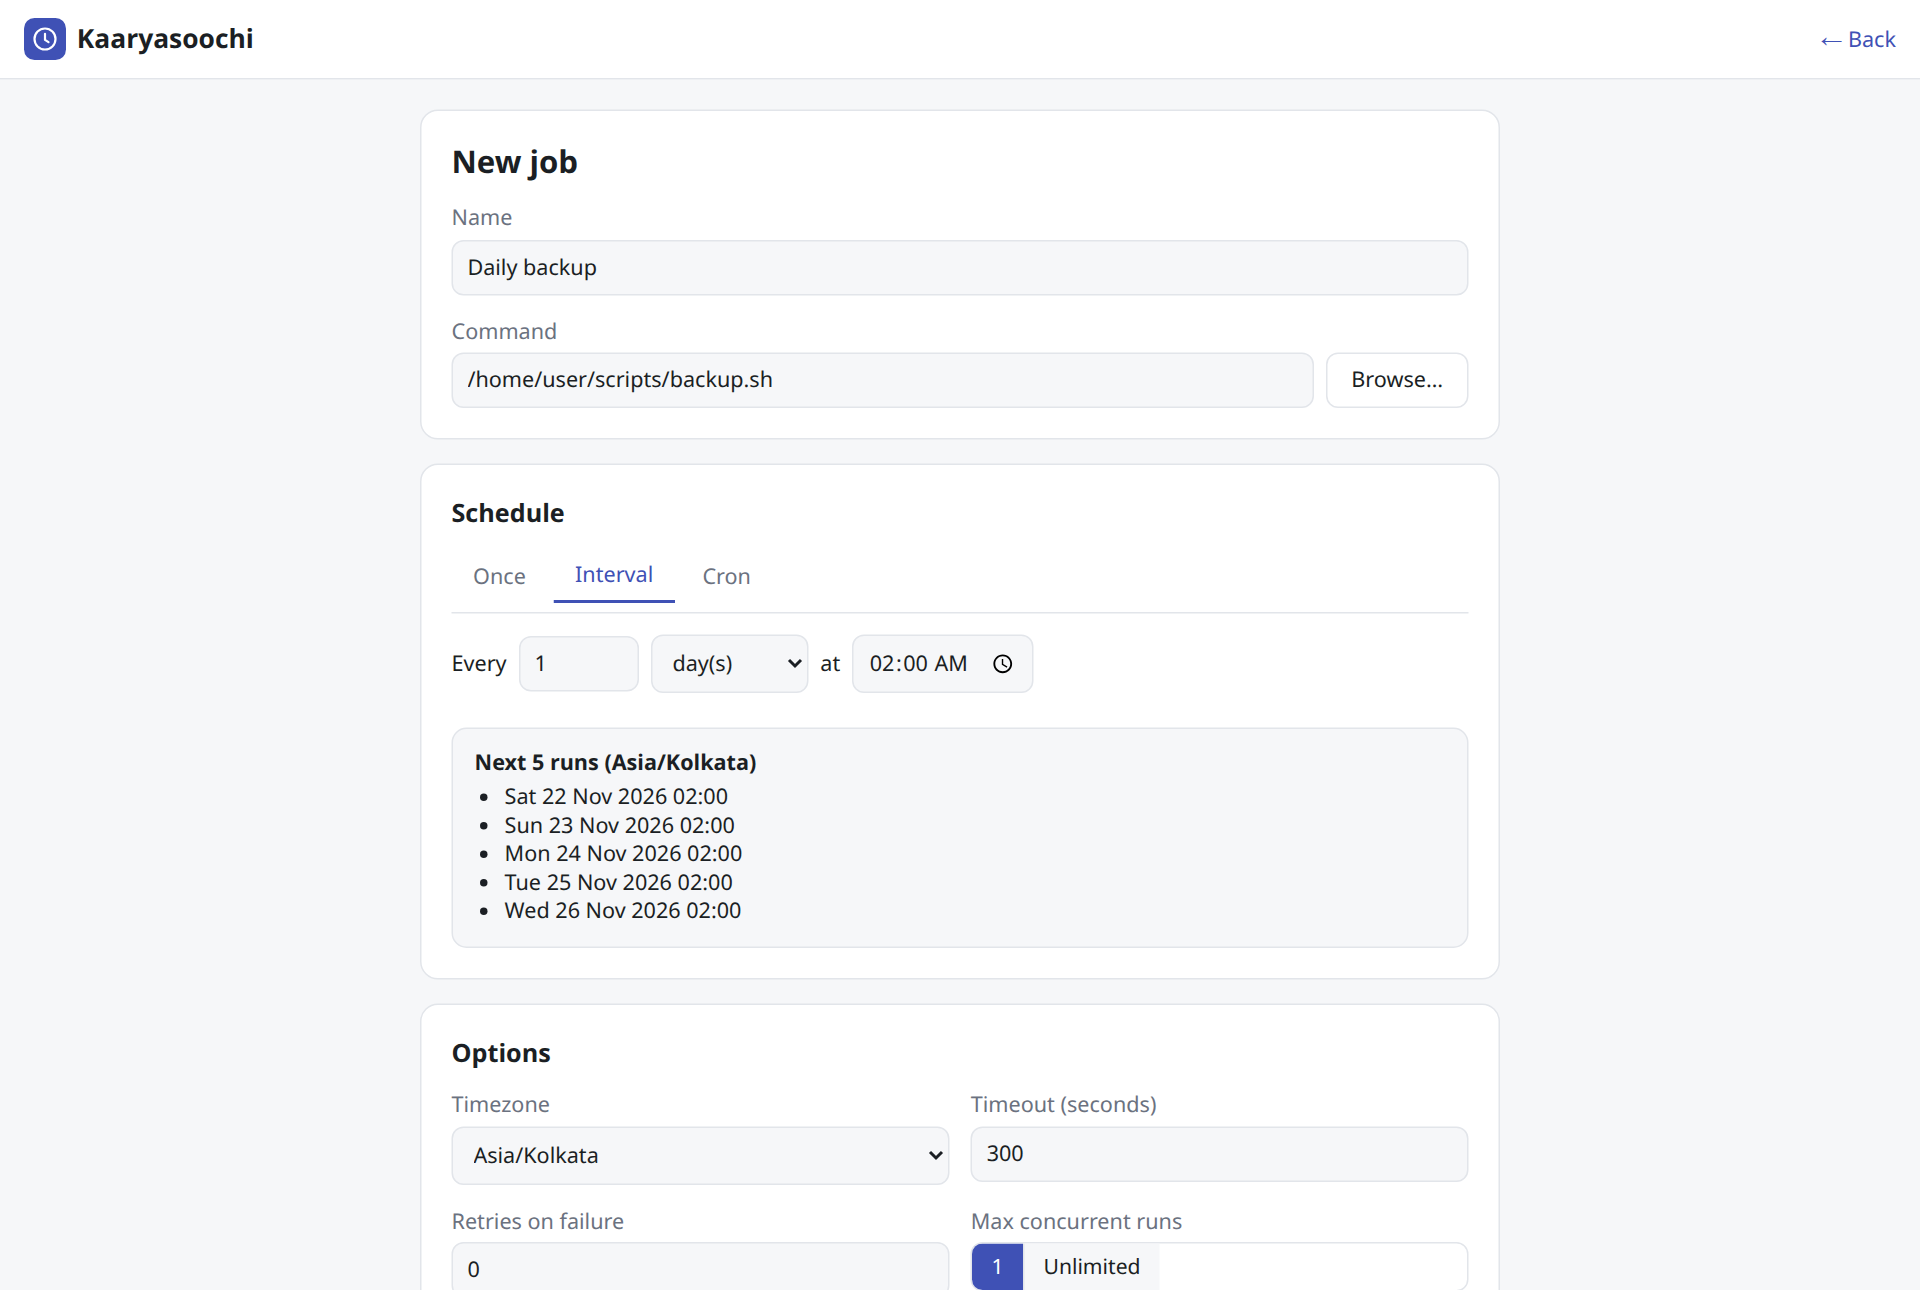 Kaaryasoochi
← Back
New job
Name
Daily backup
Command
/home/user/scripts/backup.sh
Browse...
Schedule
Once
Interval
Cron
Every 1 day(s) at 02:00 AM
Next 5 runs (Asia/Kolkata)
• Sat 22 Nov 2026 02:00
• Sun 23 Nov 2026 02:00
• Mon 24 Nov 2026 02:00
• Tue 25 Nov 2026 02:00
• Wed 26 Nov 2026 02:00
Options
Timezone
Asia/Kolkata
Timeout (seconds)
300
Retries on failure
0
Max concurrent runs
1 Unlimited